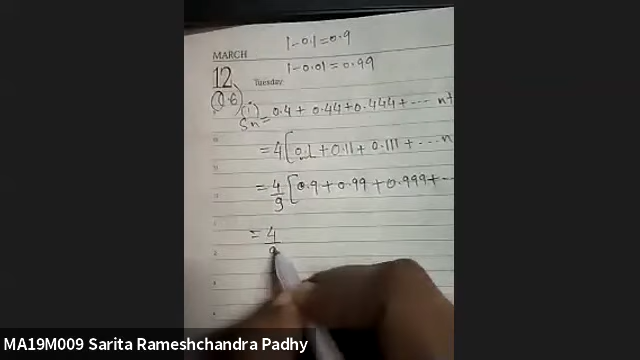 1-0.1=0.9
MARCH
1-0.01=0.99
12
Tuesday
Q.6 (i) Sn=0.4+0.44+0.444+---- nt
=4[0.1+0.11+0.111+---n
=4/9[0.9+0.99+0.999+--
=4/9
MA19M009 Sarita Rameshchandra Padhy